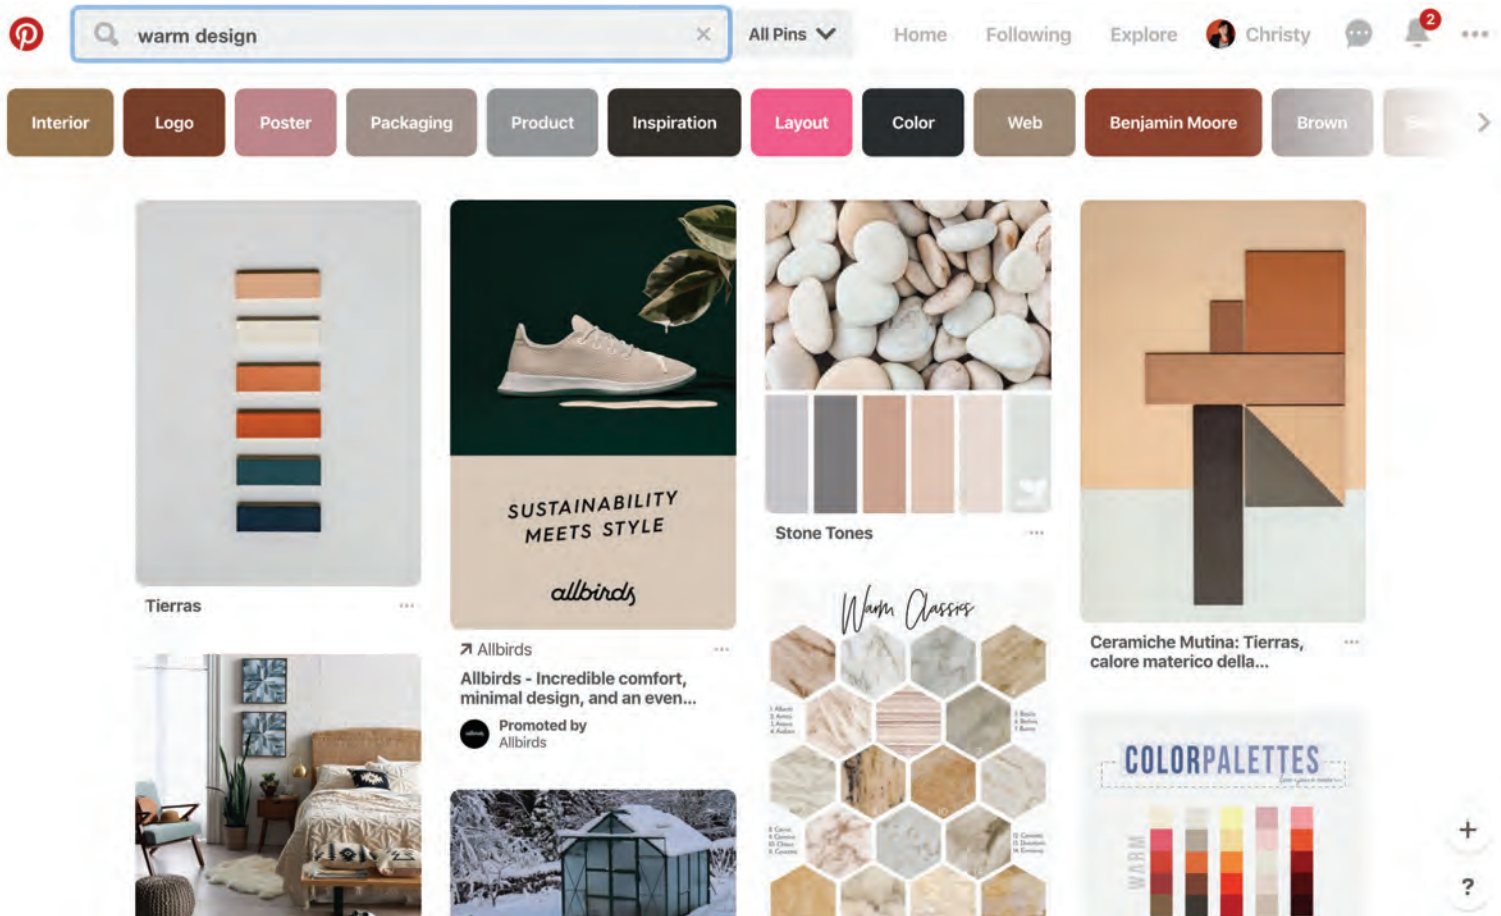 warm design
All Pins
Home
Following
Explore
Christy
2
Interior
Logo
Poster
Packaging
Product
Inspiration
Layout
Color
Web
Benjamin Moore
Brown
Tierras
SUSTAINABILITY
MEETS STYLE
allbirds
Allbirds
Allbirds - Incredible comfort,
minimal design, and an even...
Promoted by
Allbirds
Stone Tones
Warm Classics
Ceramiche Mutina: Tierras,
calore materico della...
COLORPALETTES
WARM
+
?